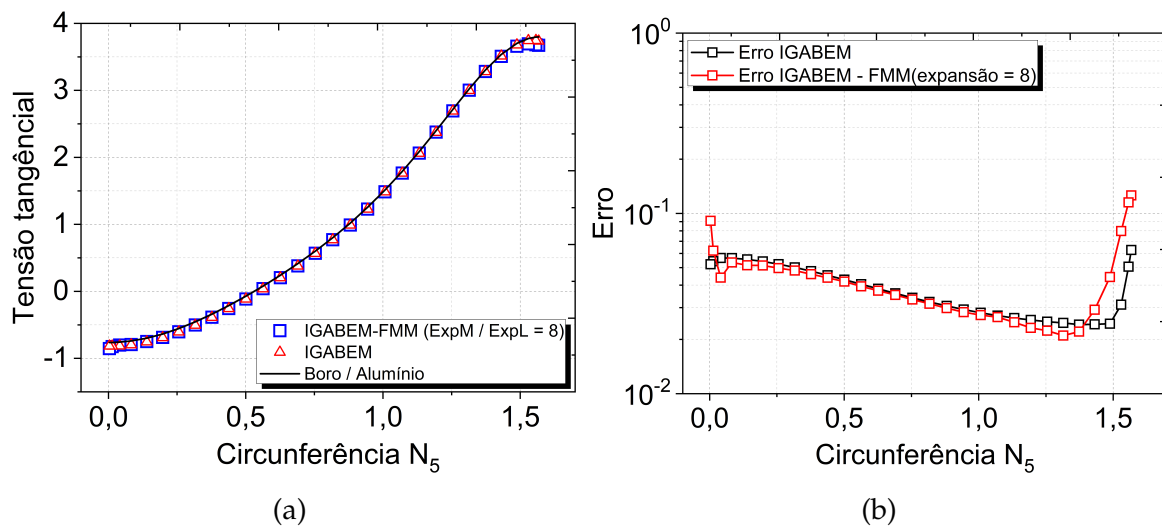 4
3
2
1
0
-1
Tensão tangêncial
IGABEM-FMM (ExpM / ExpL = 8)
IGABEM
Boro / Alumínio
0,0 0,5 1,0 1,5
Circunferência N5
(a)
10^0
10^-1
10^-2
Erro
Erro IGABEM
Erro IGABEM - FMM(expansão = 8)
0,0 0,5 1,0 1,5
Circunferência N5
(b)